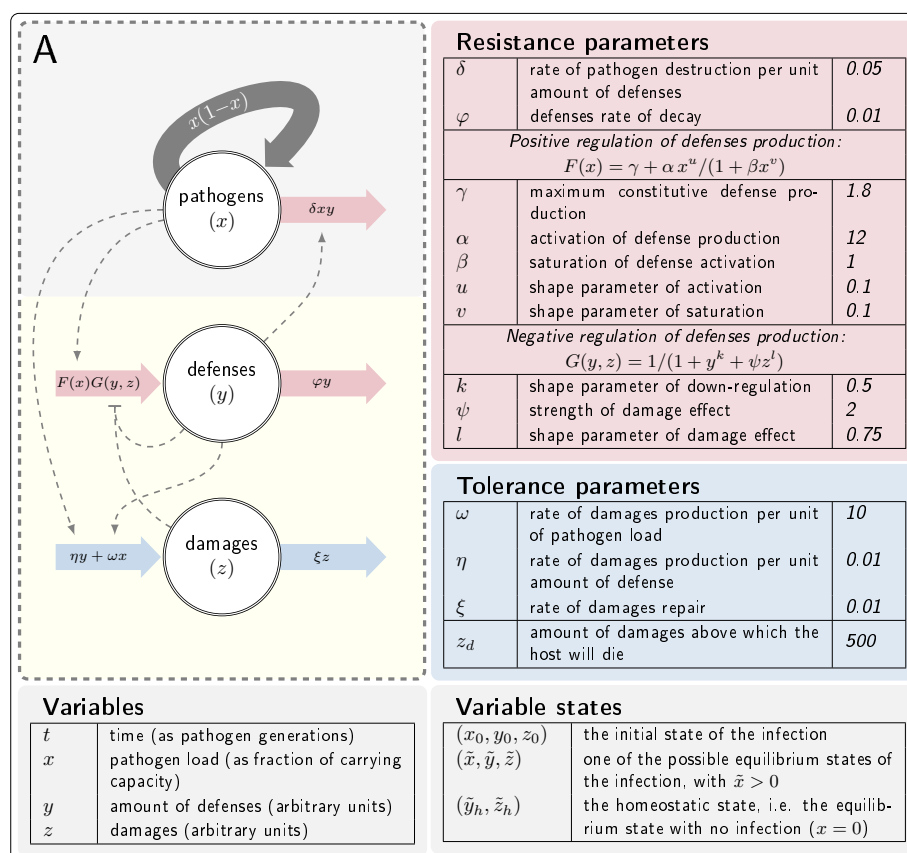 A
x(1−x)
pathogens
(x)
δxy
F(x)G(y, z)
defenses
(y)
φy
ηy + ωx
damages
(z)
ξz
Resistance parameters
δ rate of pathogen destruction per unit 0.05
amount of defenses
φ defenses rate of decay 0.01
Positive regulation of defenses production:
F(x) = γ + α x^u/(1 + βx^v)
γ maximum constitutive defense pro- 1.8
duction
α activation of defense production 12
β saturation of defense activation 1
u shape parameter of activation 0.1
v shape parameter of saturation 0.1
Negative regulation of defenses production:
G(y, z) = 1/(1 + y^k + ψz^l)
k shape parameter of down-regulation 0.5
ψ strength of damage effect 2
l shape parameter of damage effect 0.75
Tolerance parameters
ω rate of damages production per unit 10
of pathogen load
η rate of damages production per unit 0.01
amount of defense
ξ rate of damages repair 0.01
z_d amount of damages above which the 500
host will die
Variables
t time (as pathogen generations)
x pathogen load (as fraction of carrying
capacity)
y amount of defenses (arbitrary units)
z damages (arbitrary units)
Variable states
(x₀, y₀, z₀) the initial state of the infection
(x̃, ỹ, z̃) one of the possible equilibrium states of
the infection, with x̃ > 0
(ỹ_h, z̃_h) the homeostatic state, i.e. the equilib-
rium state with no infection (x = 0)